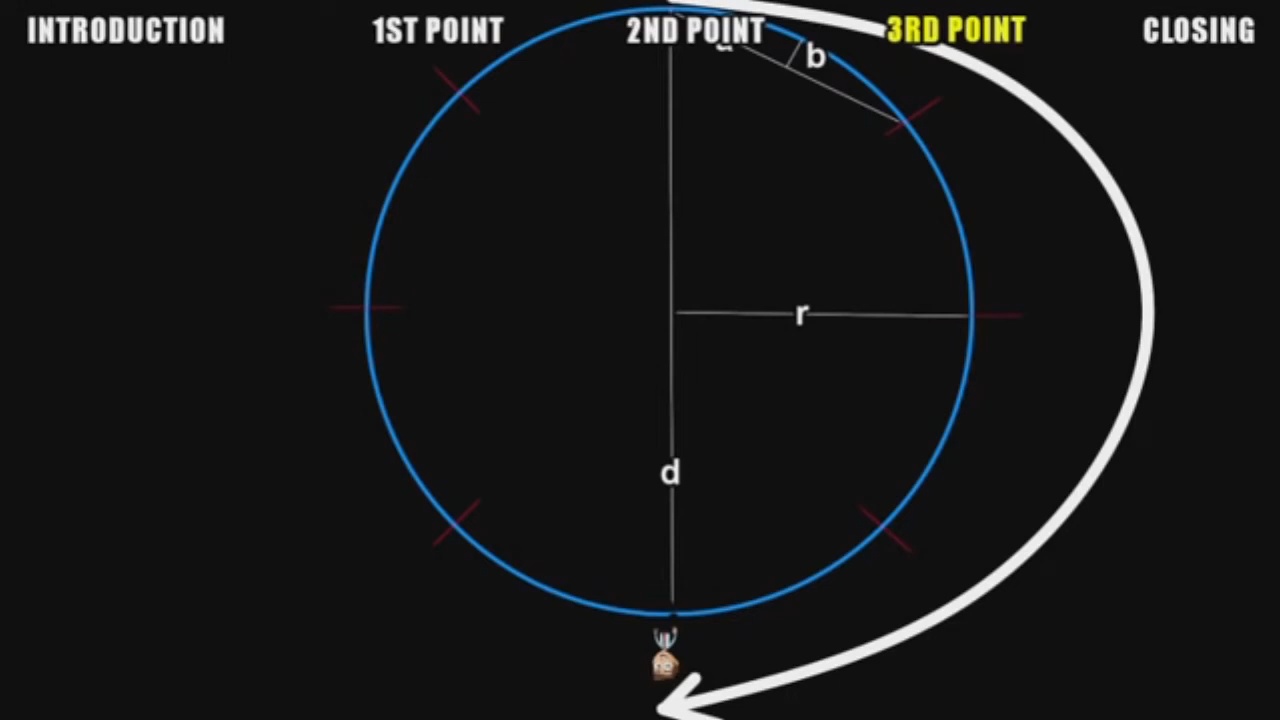 INTRODUCTION 1ST POINT 2ND POINT 3RD POINT CLOSING
a b
r
d